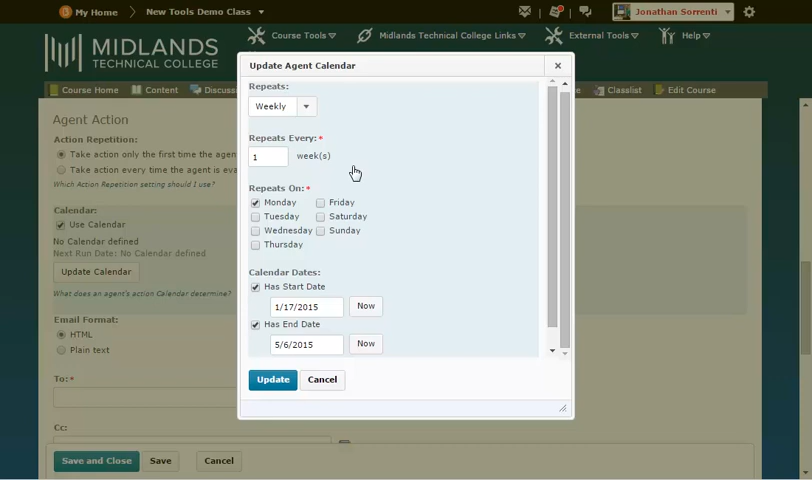 My Home
New Tools Demo Class
Jonathan Sorrenti
MIDLANDS
TECHNICAL COLLEGE
Course Tools
Midlands Technical College Links
External Tools
Help
Course Home
Content
Discuss
Classlist
Edit Course
Update Agent Calendar
Repeats:
Weekly
Repeats Every: *
1 week(s)
Repeats On: *
Monday Friday
Tuesday Saturday
Wednesday Sunday
Thursday
Calendar Dates:
Has Start Date
1/17/2015 Now
Has End Date
5/6/2015 Now
Update Cancel
Agent Action
Action Repetition:
Take action only the first time the agent
Take action every time the agent is eva
Which Action Repetition setting should I use?
Calendar:
Use Calendar
No Calendar defined
Next Run Date: No Calendar defined)
Update Calendar
What does an agent's action Calendar determine?
Email Format:
HTML
Plain text
To: *
Cc:
Save and Close Save Cancel